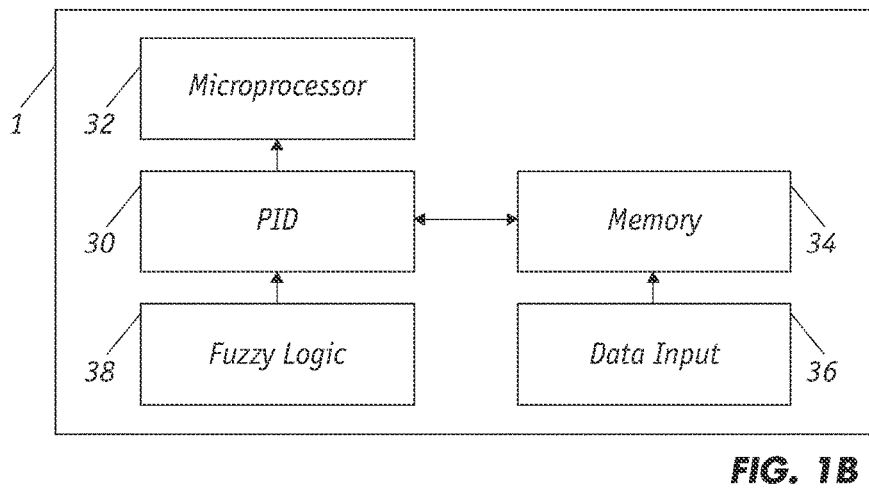 Microprocessor
1
32
PID
Memory
30
34
Fuzzy Logic
Data Input
38
36
FIG. 1B